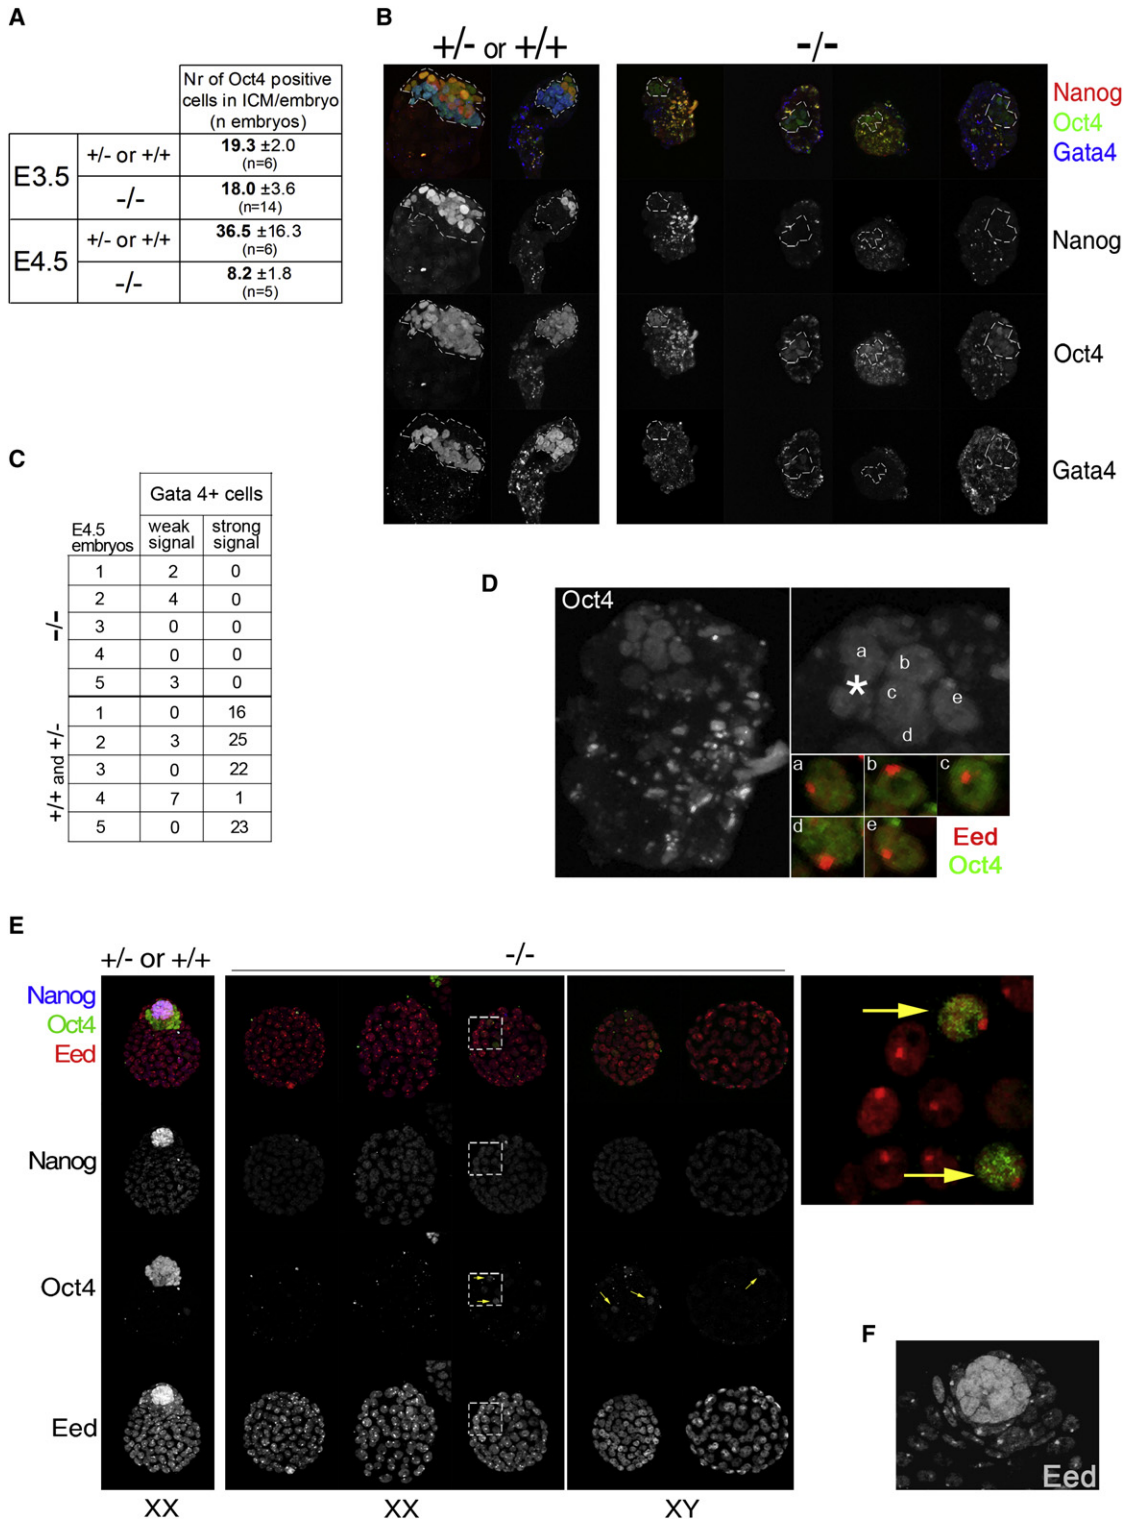 A
Nr of Oct4 positive
cells in ICM/embryo
(n embryos)
E3.5
+/- or +/+
19.3 ±2.0
(n=6)
-/-
18.0 ±3.6
(n=14)
E4.5
+/- or +/+
36.5 ±16.3
(n=6)
-/-
8.2 ±1.8
(n=5)
B
+/- or +/+
-/-
Nanog
Oct4
Gata4
Nanog
Oct4
Gata4
C
Gata 4+ cells
E4.5
embryos
weak
signal
strong
signal
-/-
1 2 0
2 4 0
3 0 0
4 0 0
5 3 0
+/+ and +/-
1 0 16
2 3 25
3 0 22
4 7 1
5 0 23
D
Oct4
a
b
*
c
e
d
a
b
c
d
e
Eed
Oct4
E
+/- or +/+
-/-
Nanog
Oct4
Eed
Nanog
Oct4
Eed
XX
XX
XY
F
Eed